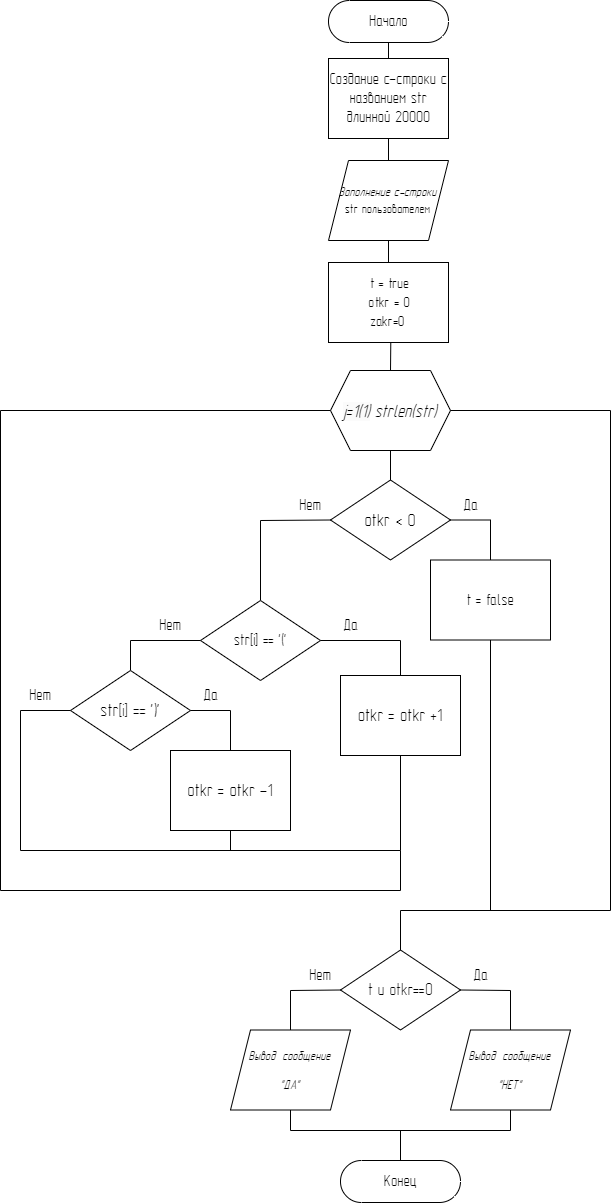 Начало
Создание с-строки с
названием str
длинной 20000
Заполнение с-строки
str пользователем
t = true
otkr = 0
zakr=0
j=1(1) strlen(str)
Нет
Да
otkr < 0
t = false
Нет
Да
str[i] == '('
Нет
Да
str[i] == ')'
otkr = otkr +1
otkr = otkr -1
Нет
Да
t и otkr==0
Вывод сообщение
"ДА"
Вывод сообщение
"НЕТ"
Конец